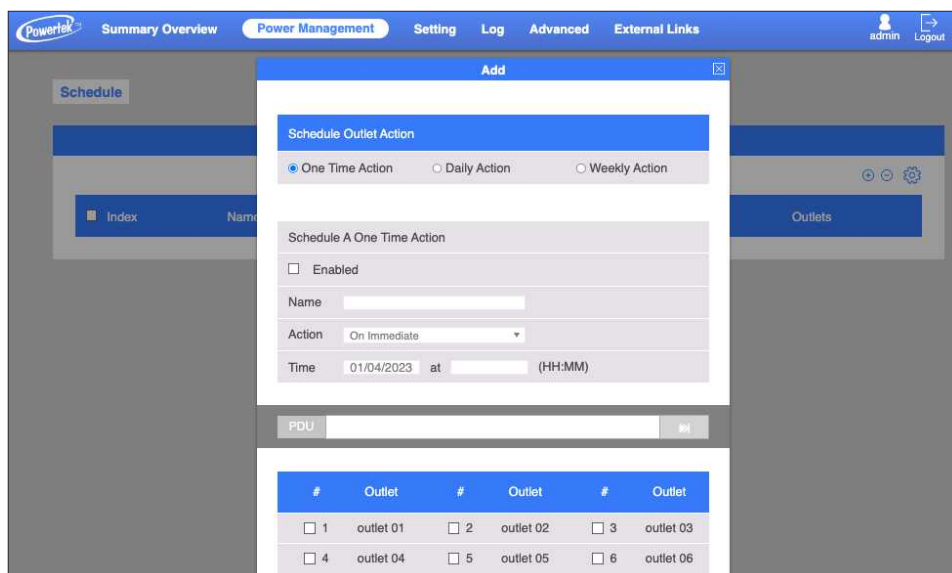 Powertek Summary Overview Power Management Setting Log Advanced External Links admin Logout
Add
Schedule
Schedule Outlet Action
One Time Action Daily Action Weekly Action
Index Name Outlets
Schedule A One Time Action
Enabled
Name
Action On Immediate
Time 01/04/2023 at (HH:MM)
PDU
# Outlet # Outlet # Outlet
1 outlet 01 2 outlet 02 3 outlet 03
4 outlet 04 5 outlet 05 6 outlet 06